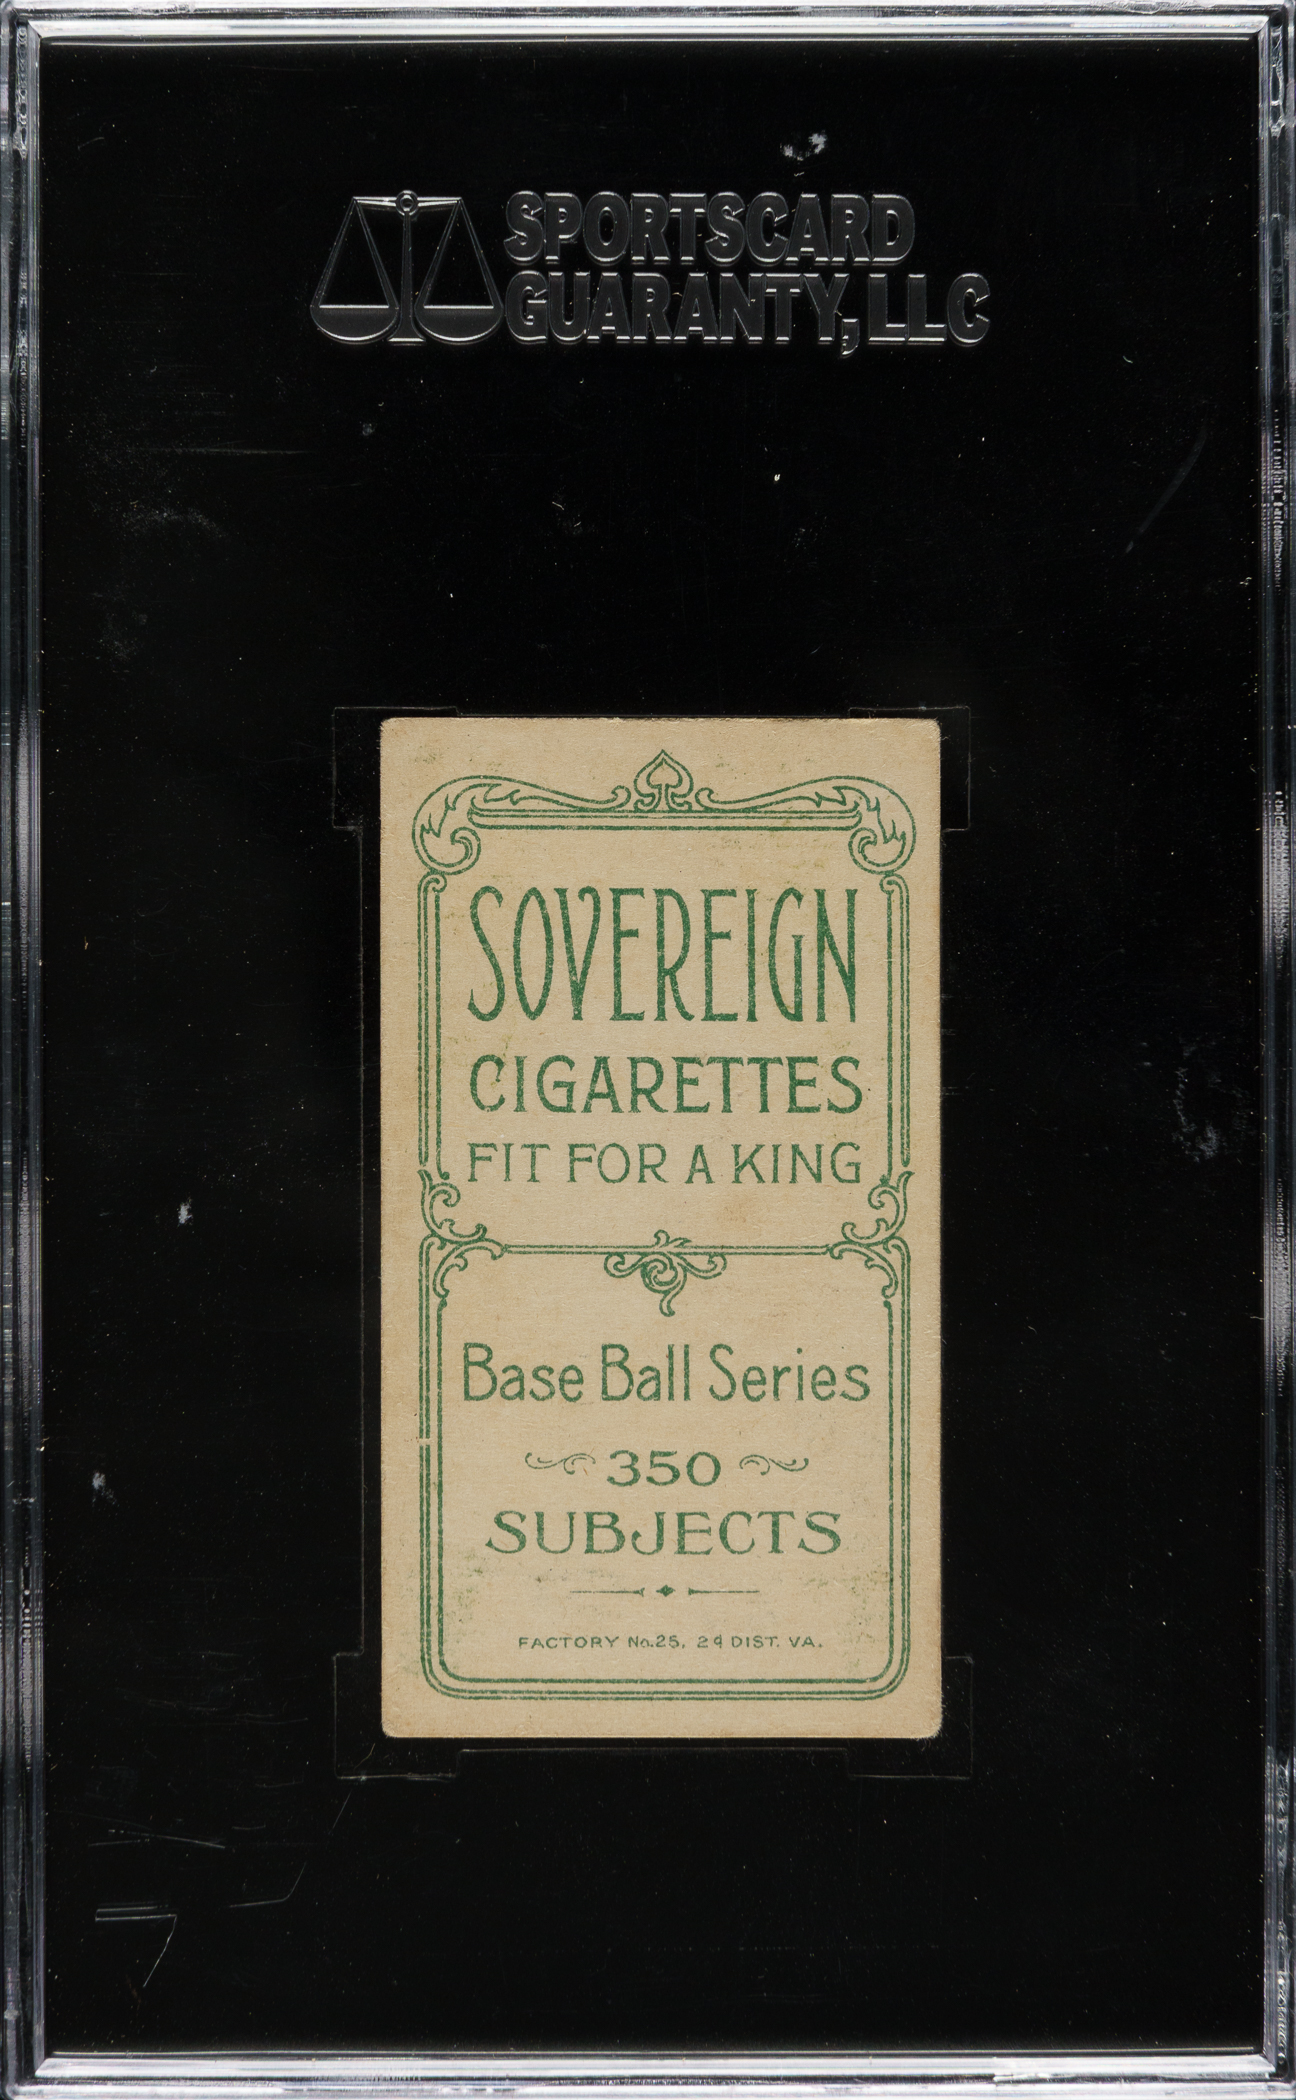 SPORTSCARD
GUARANTY, LLC
SOVEREIGN
CIGARETTES
FIT FOR A KING
Base Ball Series
350
SUBJECTS
FACTORY No. 25, 2d DIST. VA.